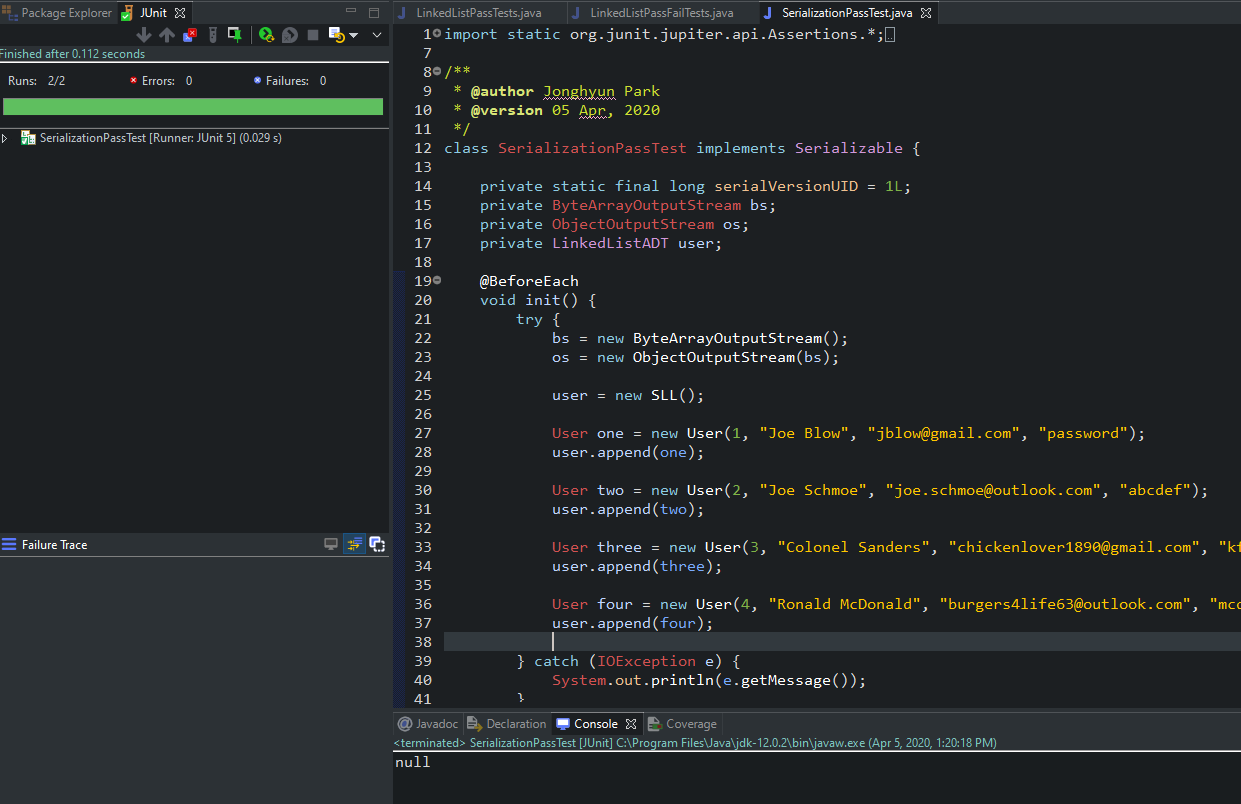 Package Explorer JUnit
Finished after 0.112 seconds
Runs: 2/2 Errors: 0 Failures: 0
SerializationPassTest [Runner: JUnit 5] (0.029 s)
Failure Trace
LinkedListPassTests.java LinkedListPassFailTests.java SerializationPassTest.java
1 import static org.junit.jupiter.api.Assertions.*;
7
8 /**
9 * @author Jonghyun Park
10 * @version 05 Apr, 2020
11 */
12 class SerializationPassTest implements Serializable {
13
14 private static final long serialVersionUID = 1L;
15 private ByteArrayOutputStream bs;
16 private ObjectOutputStream os;
17 private LinkedListADT user;
18
19 @BeforeEach
20 void init() {
21 try {
22 bs = new ByteArrayOutputStream();
23 os = new ObjectOutputStream(bs);
24
25 user = new SLL();
26
27 User one = new User(1, "Joe Blow", "jblow@gmail.com", "password");
28 user.append(one);
29
30 User two = new User(2, "Joe Schmoe", "joe.schmoe@outlook.com", "abcdef");
31 user.append(two);
32
33 User three = new User(3, "Colonel Sanders", "chickenlover1890@gmail.com", "kf
34 user.append(three);
35
36 User four = new User(4, "Ronald McDonald", "burgers4life63@outlook.com", "mcd
37 user.append(four);
38
39 } catch (IOException e) {
40 System.out.println(e.getMessage());
41 }
Javadoc Declaration Console Coverage
<terminated> SerializationPassTest [JUnit] C:\Program Files\Java\jdk-12.0.2\bin\javaw.exe (Apr 5, 2020, 1:20:18 PM)
null